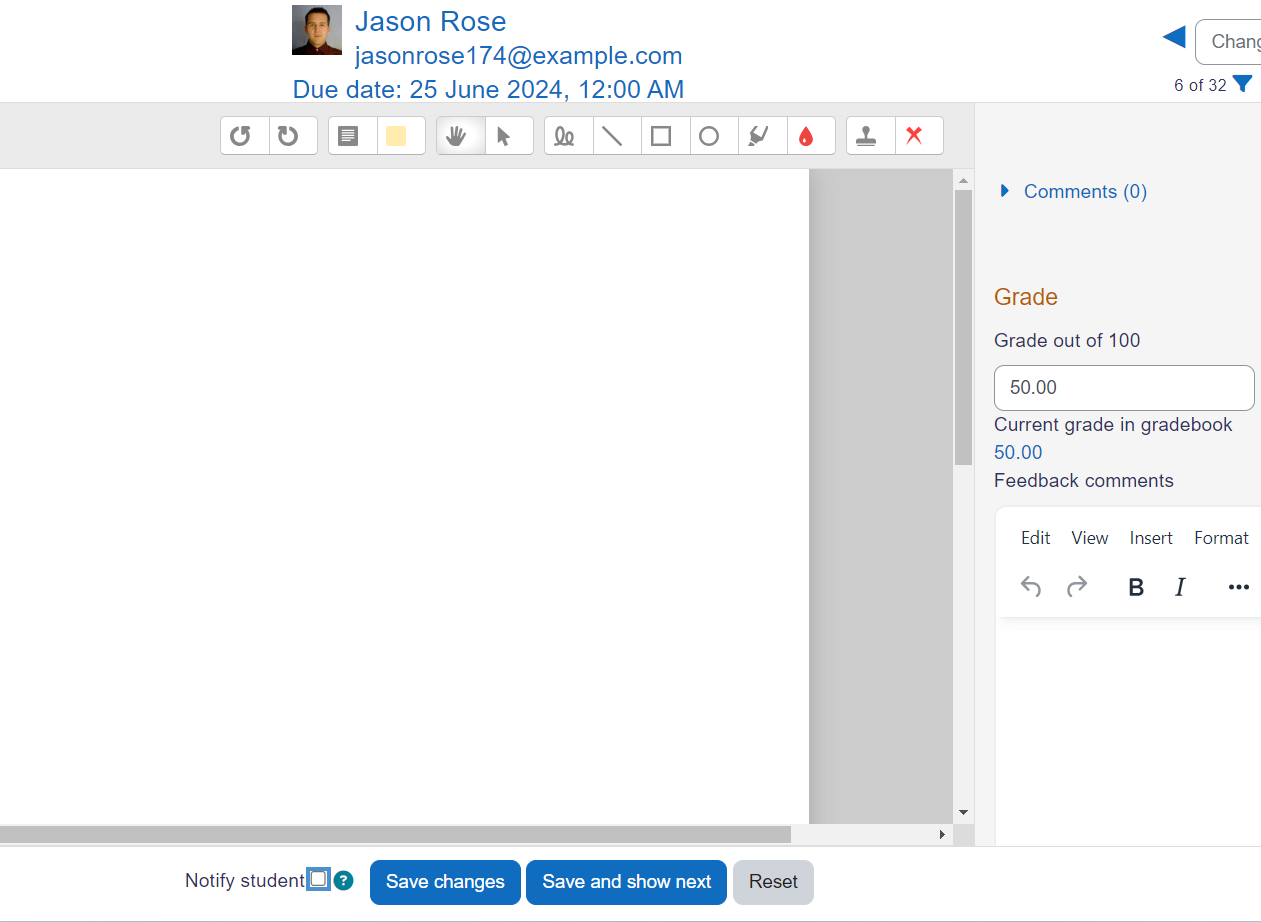 Jason Rose
jasonrose174@example.com
Due date: 25 June 2024, 12:00 AM
Chang
6 of 32
Comments (0)
Grade
Grade out of 100
50.00
Current grade in gradebook
50.00
Feedback comments
Edit View Insert Format
B I
Notify student ? Save changes Save and show next Reset